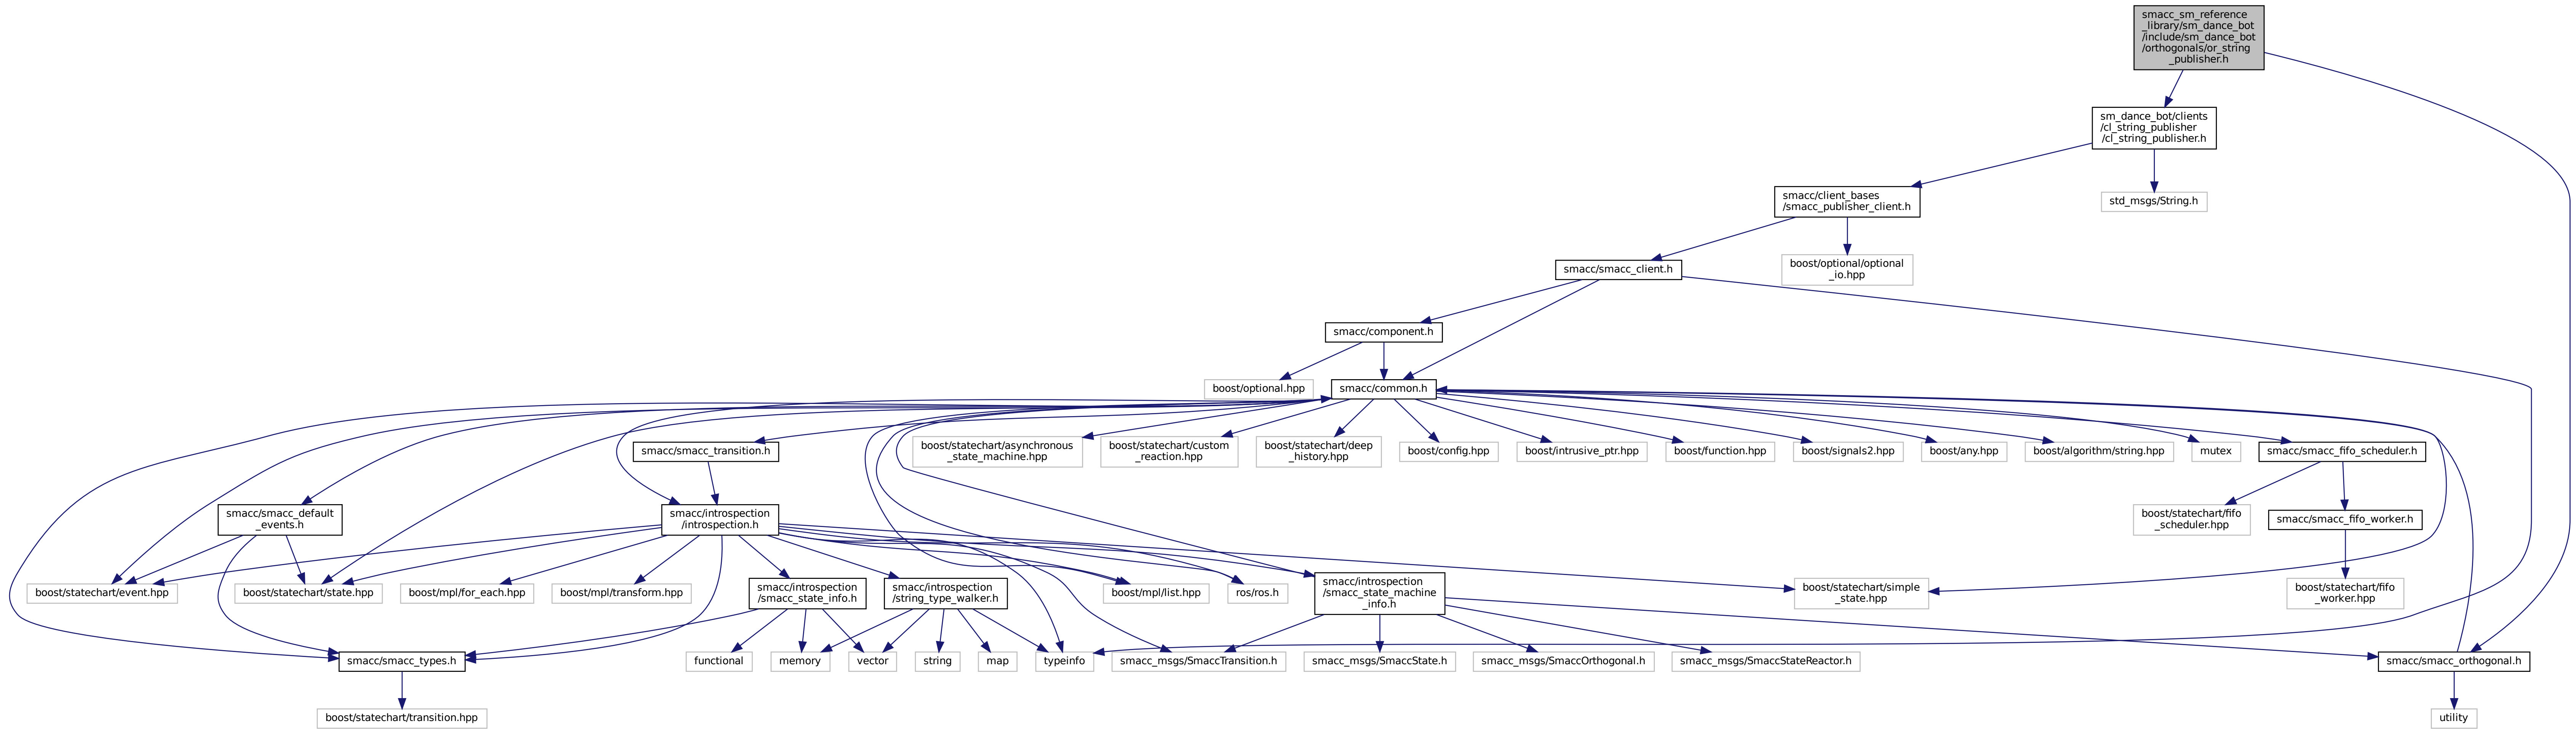 smacc_sm_reference
_library/sm_dance_bot
/include/sm_dance_bot
/orthogonals/or_string
_publisher.h
sm_dance_bot/clients
/cl_string_publisher
/cl_string_publisher.h
smacc/client_bases
/smacc_publisher_client.h
std_msgs/String.h
smacc/smacc_client.h
boost/optional/optional
_io.hpp
smacc/component.h
boost/optional.hpp
smacc/common.h
smacc/smacc_transition.h
boost/statechart/asynchronous
_state_machine.hpp
boost/statechart/custom
_reaction.hpp
boost/statechart/deep
_history.hpp
boost/config.hpp
boost/intrusive_ptr.hpp
boost/function.hpp
boost/signals2.hpp
boost/any.hpp
boost/algorithm/string.hpp
mutex
smacc/smacc_fifo_scheduler.h
smacc/smacc_default
_events.h
smacc/introspection
/introspection.h
boost/statechart/fifo
_scheduler.hpp
smacc/smacc_fifo_worker.h
boost/statechart/event.hpp
boost/statechart/state.hpp
boost/mpl/for_each.hpp
boost/mpl/transform.hpp
smacc/introspection
/smacc_state_info.h
smacc/introspection
/string_type_walker.h
boost/mpl/list.hpp
ros/ros.h
smacc/introspection
/smacc_state_machine
_info.h
boost/statechart/simple
_state.hpp
boost/statechart/fifo
_worker.hpp
smacc/smacc_types.h
functional
memory
vector
string
map
typeinfo
smacc_msgs/SmaccTransition.h
smacc_msgs/SmaccState.h
smacc_msgs/SmaccOrthogonal.h
smacc_msgs/SmaccStateReactor.h
smacc/smacc_orthogonal.h
boost/statechart/transition.hpp
utility